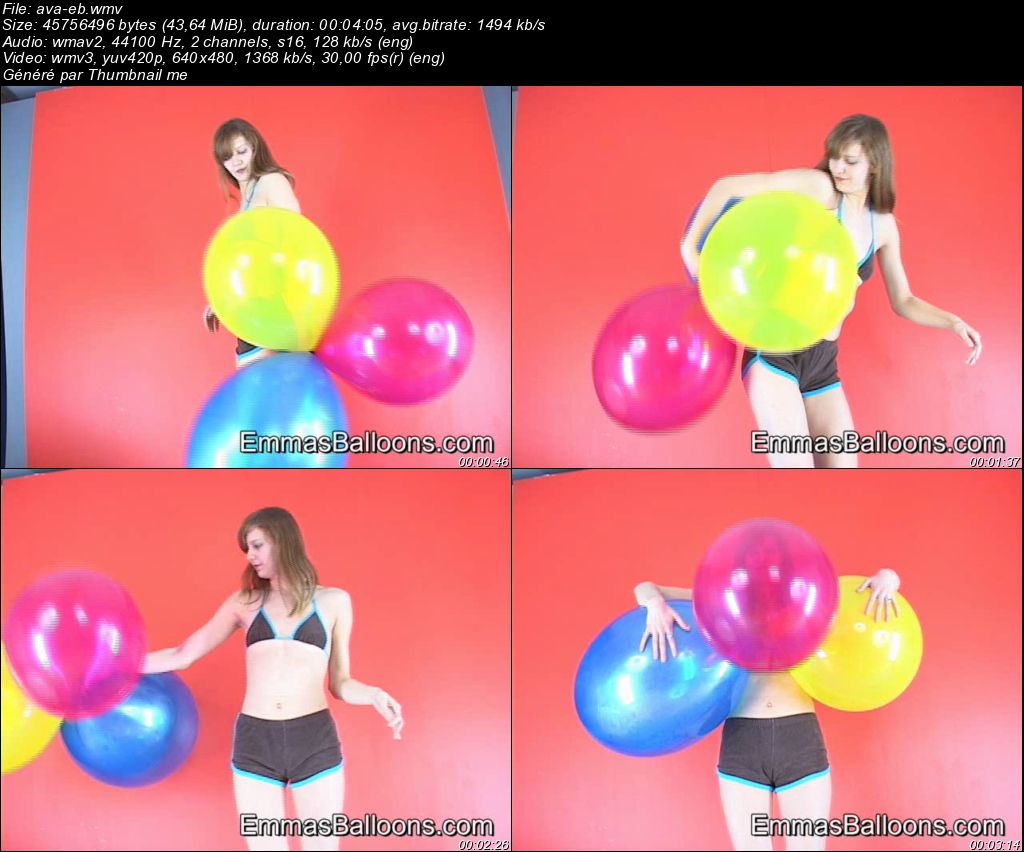 File: ava-eb.wmv
Size: 45756496 bytes (43,64 MiB), duration: 00:04:05, avg.bitrate: 1494 kb/s
Audio: wmav2, 44100 Hz, 2 channels, s16, 128 kb/s (eng)
Video: wmv3, yuv420p, 640x480, 1368 kb/s, 30,00 fps(r) (eng)
Généré par Thumbnail me
EmmasBalloons.com
00:00:46
EmmasBalloons.com
00:01:37
EmmasBalloons.com
00:02:26
EmmasBalloons.com
00:03:14